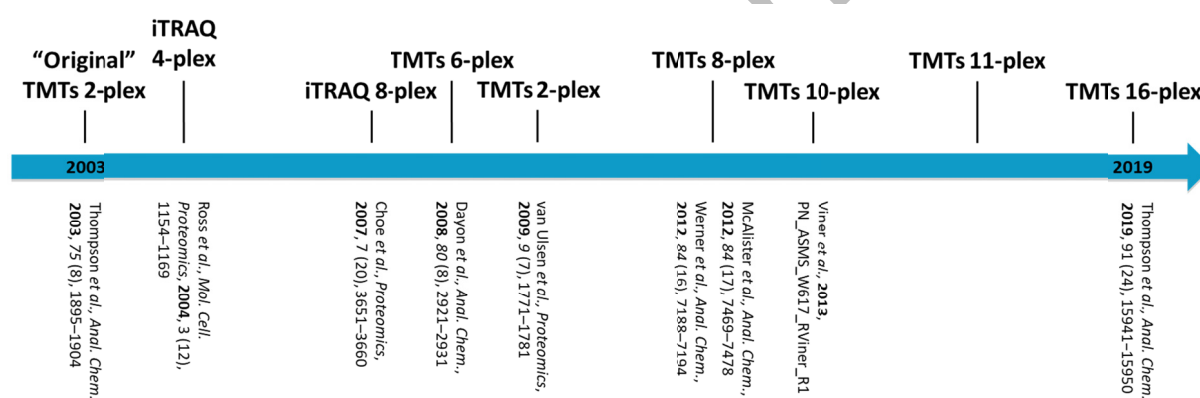 iTRAQ
4-plex
“Original”
TMTs 2-plex
TMTs 6-plex
iTRAQ 8-plex
TMTs 2-plex
TMTs 8-plex
TMTs 10-plex
TMTs 11-plex
TMTs 16-plex
2003
2019
Thompson et al., Anal. Chem.
2003, 75 (8), 1895–1904
Ross et al., Mol. Cell.
Proteomics, 2004, 3 (12),
1154–1169
Choe et al., Proteomics,
2007, 7 (20), 3651–3660
Dayon et al., Anal. Chem.,
2008, 80 (8), 2921–2931
van Ulsen et al., Proteomics,
2009, 9 (7), 1771–1781
McAlister et al., Anal. Chem.,
2012, 84 (17), 7469–7478
Werner et al., Anal. Chem.,
2012, 84 (16), 7188–7194
Viner et al., 2013,
PN_ASMS_W617_RViner_R1
Thompson et al., Anal. Chem.
2019, 91 (24), 15941–15950